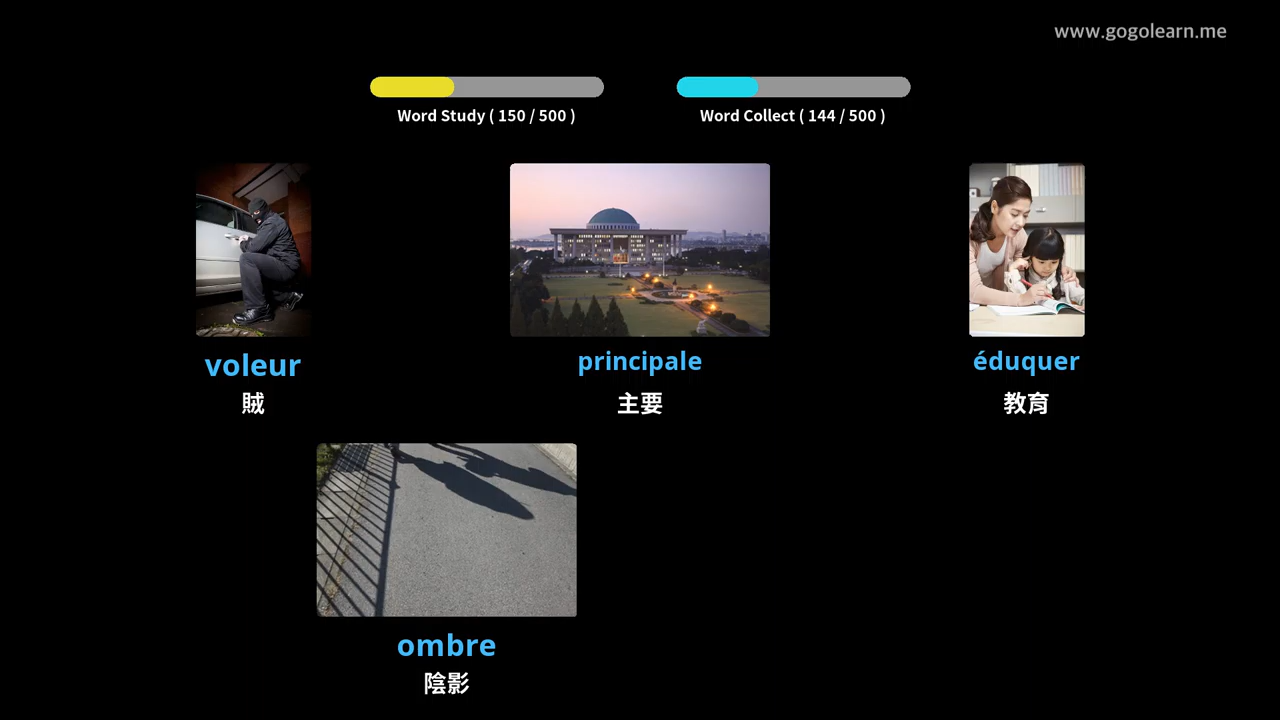 www.gogolearn.me
Word Study ( 150 / 500 )
Word Collect ( 144 / 500 )
voleur
賊
principale
主要
éduquer
教育
ombre
陰影